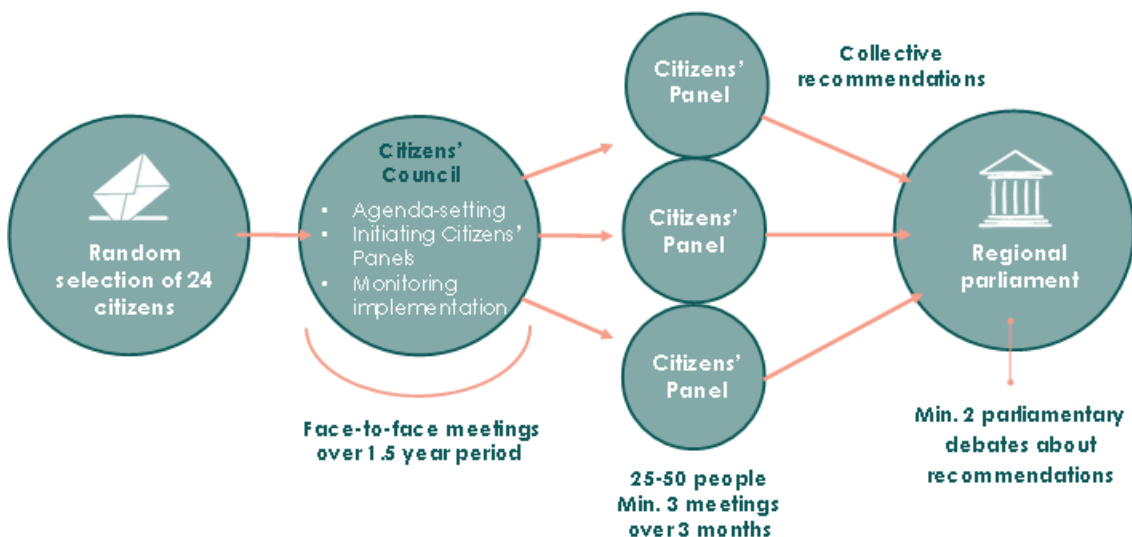 Random
selection of 24
citizens
Citizens’
Council
▪ Agenda-setting
▪ Initiating Citizens’
Panels
▪ Monitoring
implementation
Face-to-face meetings
over 1.5 year period
Citizens’
Panel
Citizens’
Panel
Citizens’
Panel
25-50 people
Min. 3 meetings
over 3 months
Collective
recommendations
Regional
parliament
Min. 2 parliamentary
debates about
recommendations